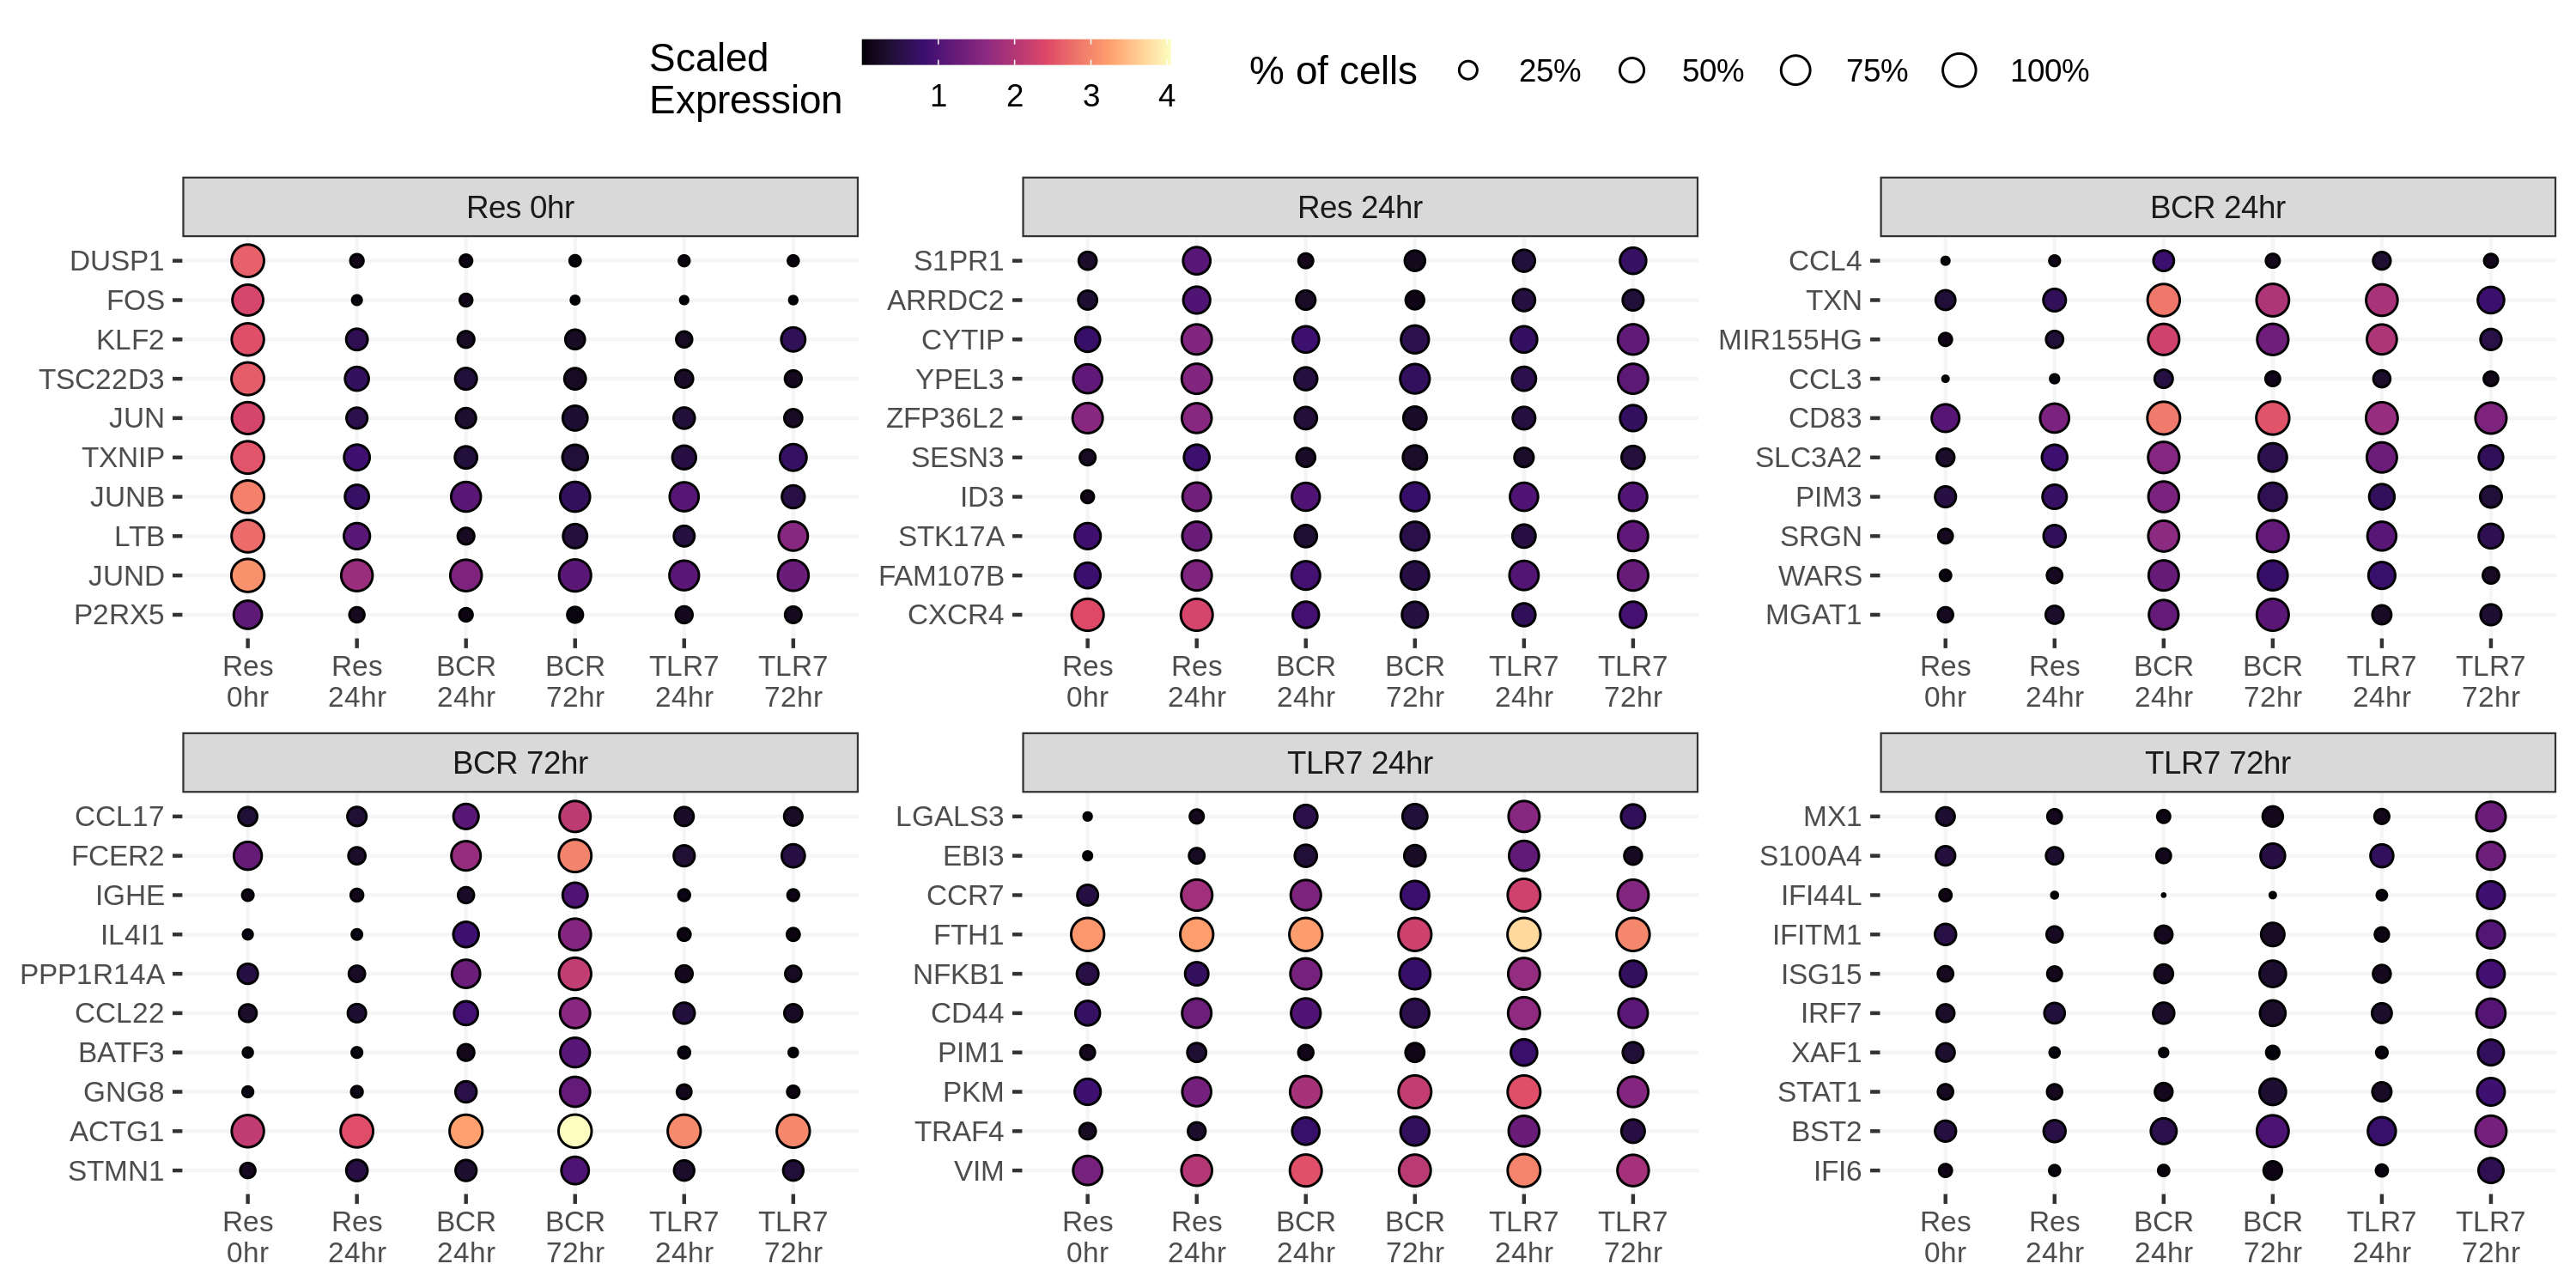 Scaled
Expression
1 2 3 4
% of cells 25% 50% 75% 100%
Res 0hr
DUSP1
FOS
KLF2
TSC22D3
JUN
TXNIP
JUNB
LTB
JUND
P2RX5
Res Res BCR BCR TLR7 TLR7
0hr 24hr 24hr 72hr 24hr 72hr
Res 24hr
S1PR1
ARRDC2
CYTIP
YPEL3
ZFP36L2
SESN3
ID3
STK17A
FAM107B
CXCR4
Res Res BCR BCR TLR7 TLR7
0hr 24hr 24hr 72hr 24hr 72hr
BCR 24hr
CCL4
TXN
MIR155HG
CCL3
CD83
SLC3A2
PIM3
SRGN
WARS
MGAT1
Res Res BCR BCR TLR7 TLR7
0hr 24hr 24hr 72hr 24hr 72hr
BCR 72hr
CCL17
FCER2
IGHE
IL4I1
PPP1R14A
CCL22
BATF3
GNG8
ACTG1
STMN1
Res Res BCR BCR TLR7 TLR7
0hr 24hr 24hr 72hr 24hr 72hr
TLR7 24hr
LGALS3
EBI3
CCR7
FTH1
NFKB1
CD44
PIM1
PKM
TRAF4
VIM
Res Res BCR BCR TLR7 TLR7
0hr 24hr 24hr 72hr 24hr 72hr
TLR7 72hr
MX1
S100A4
IFI44L
IFITM1
ISG15
IRF7
XAF1
STAT1
BST2
IFI6
Res Res BCR BCR TLR7 TLR7
0hr 24hr 24hr 72hr 24hr 72hr